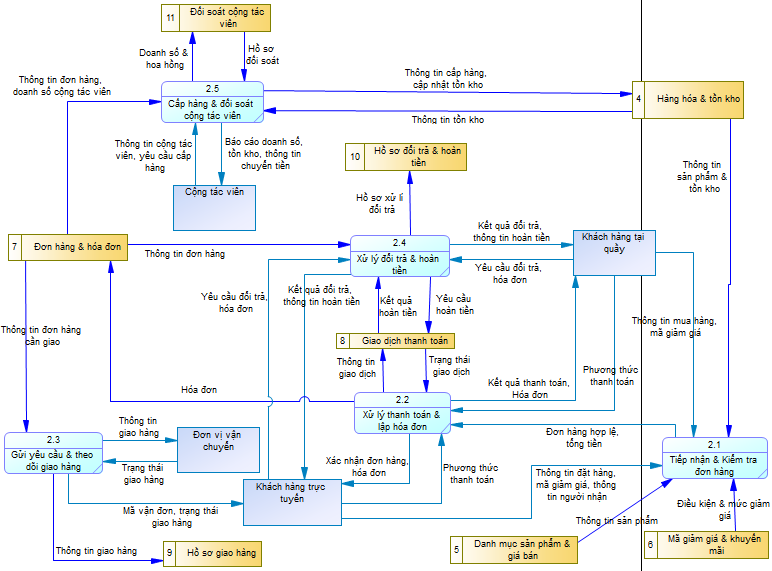 11
Đối soát cộng tác
viên
Doanh số &
hoa hồng
Hồ sơ
đối soát
Thông tin đơn hàng,
doanh số cộng tác viên
2.5
Cấp hàng & đối soát
cộng tác viên
Thông tin cấp hàng,
cập nhật tồn kho
4
Hàng hóa & tồn kho
Thông tin tồn kho
Thông tin cộng tác
viên, yêu cầu cấp
hàng
Báo cáo doanh số,
tồn kho, thông tin
chuyển tiền
10
Hồ sơ đối trả & hoàn
tiền
Thông tin
sản phẩm &
tồn kho
Cộng tác viên
Hồ sơ xử lí
đối trả
7
Đơn hàng & hóa đơn
Thông tin đơn hàng
2.4
Xử lý đối trả & hoàn
tiền
Kết quả đối trả,
thông tin hoàn tiền
Khách hàng tại
quầy
Yêu cầu đối trả,
hóa đơn
Yêu cầu đối trả,
hóa đơn
Kết quả đối trả,
thông tin hoàn tiền
Kết quả
hoàn tiền
Yêu cầu
hoàn tiền
Thông tin mua hàng,
mã giảm giá
Thông tin đơn hàng
cần giao
8
Giao dịch thanh toán
Thông tin
giao dịch
Trạng thái
giao dịch
Phương thức
thanh toán
Hóa đơn
Kết quả thanh toán,
Hóa đơn
2.2
Xử lý thanh toán &
lập hóa đơn
Thông tin
giao hàng
2.3
Gửi yêu cầu & theo
dõi giao hàng
Đơn vị vận
chuyển
Đơn hàng hợp lệ,
tổng tiền
2.1
Tiếp nhận & Kiểm tra
đơn hàng
Trạng thái
giao hàng
Xác nhận đơn hàng,
hóa đơn
Phương thức
thanh toán
Thông tin đặt hàng,
mã giảm giá, thông
tin người nhận
Khách hàng trực
tuyến
Mã vận đơn, trạng thái
giao hàng
Điều kiện & mức giảm
giá
Thông tin sản phẩm
Thông tin giao hàng
9
Hồ sơ giao hàng
5
Danh mục sản phẩm &
giá bán
6
Mã giảm giá & khuyến
mãi